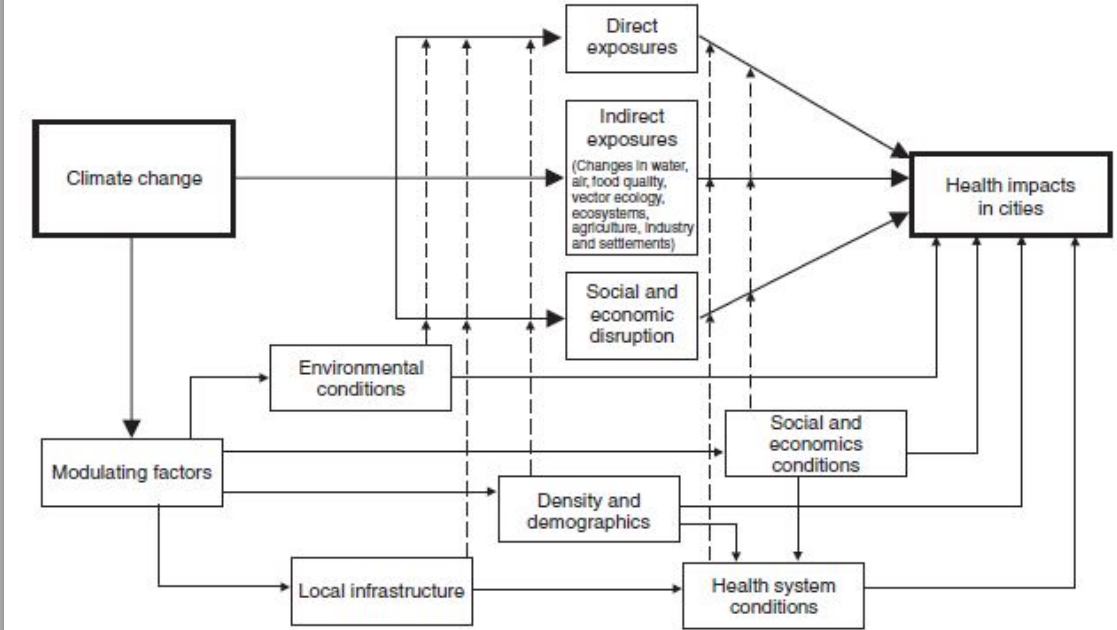 Direct
exposures
Indirect
exposures
(Changes in water,
air, food quality,
vector ecology,
ecosystems,
agriculture, industry
and settlements)
Climate change
Health impacts
in cities
Social and
economic
disruption
Environmental
conditions
Social and
economics
conditions
Modulating factors
Density and
demographics
Local infrastructure
Health system
conditions